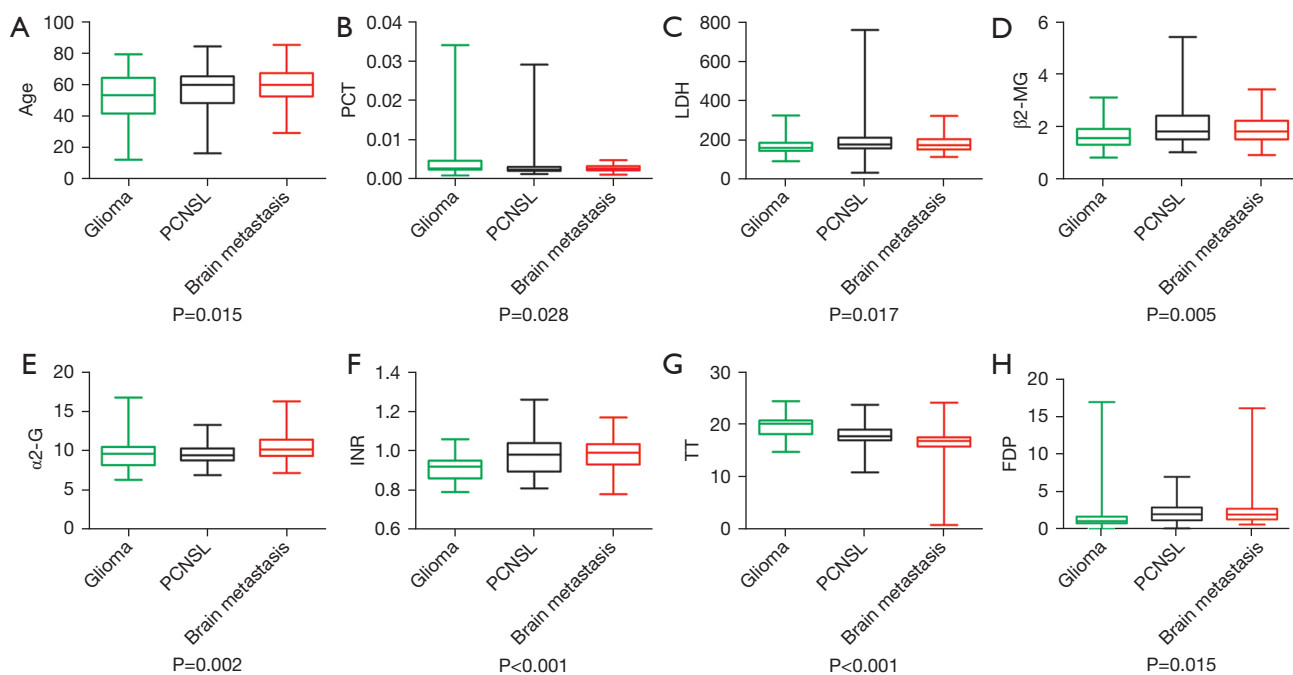 A
Age
100
80
60
40
20
0
Glioma
PCNSL
Brain metastasis
P=0.015
B
PCT
0.04
0.03
0.02
0.01
0.00
Glioma
PCNSL
Brain metastasis
P=0.028
C
LDH
800
600
400
200
0
Glioma
PCNSL
Brain metastasis
P=0.017
D
β2-MG
6
4
2
0
Glioma
PCNSL
Brain metastasis
P=0.005
E
α2-G
20
15
10
5
0
Glioma
PCNSL
Brain metastasis
P=0.002
F
INR
1.4
1.2
1.0
0.8
0.6
Glioma
PCNSL
Brain metastasis
P<0.001
G
TT
30
20
10
0
Glioma
PCNSL
Brain metastasis
P<0.001
H
FDP
20
15
10
5
0
Glioma
PCNSL
Brain metastasis
P=0.015